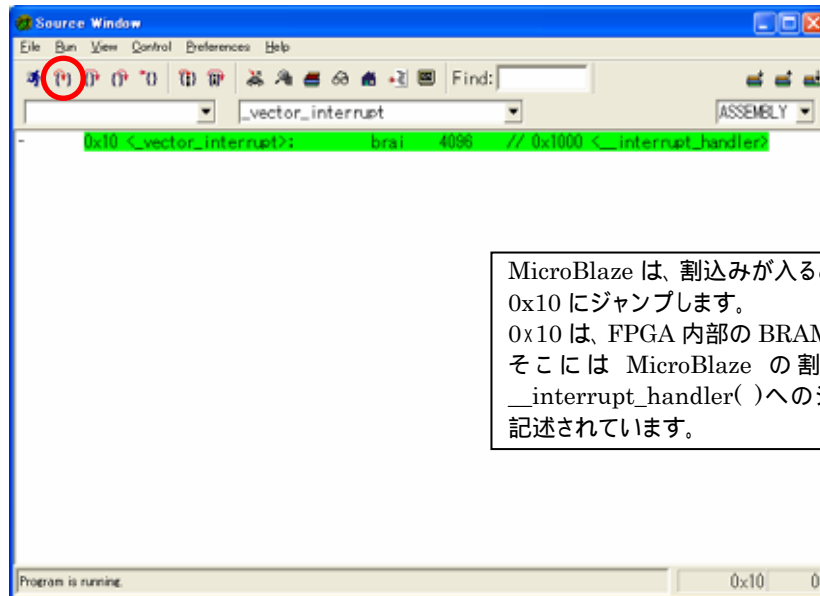 Source Window
File Run View Control Preferences Help
Find:
_vector_interrupt ASSEMBLY
- 0x10 <_vector_interrupt>: brai 4096 // 0x1000 <__interrupt_handler>
MicroBlaze は、割込みが入る
0x10 にジャンプします。
0x10 は、FPGA 内部の BRAM
そこには MicroBlaze の割
__interrupt_handler( )への
記述されています。
Program is running. 0x10 0